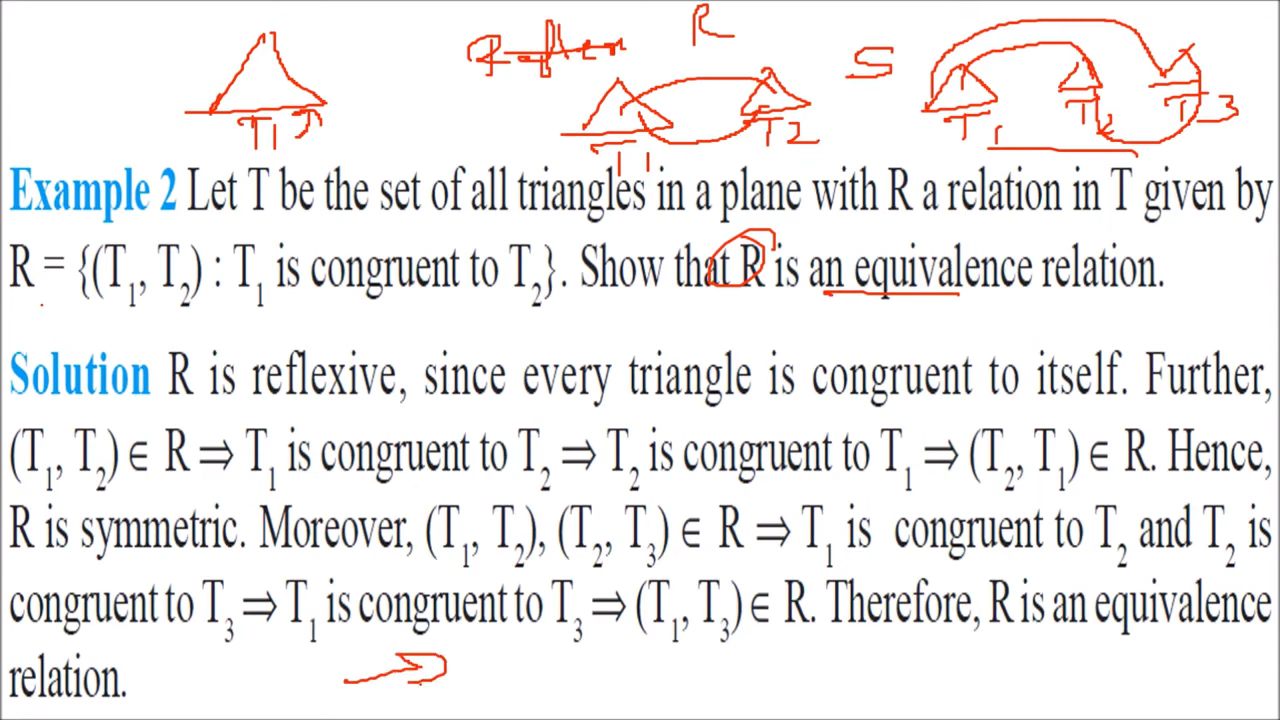 R
S
T1
T1
T2
T1
T2
T3
Example 2 Let T be the set of all triangles in a plane with R a relation in T given by
R = {(T₁, T₂) : T₁ is congruent to T₂}. Show that R is an equivalence relation.
Solution R is reflexive, since every triangle is congruent to itself. Further,
(T₁, T₂) ∈ R ⇒ T₁ is congruent to T₂ ⇒ T₂ is congruent to T₁ ⇒ (T₂, T₁) ∈ R. Hence,
R is symmetric. Moreover, (T₁, T₂), (T₂, T₃) ∈ R ⇒ T₁ is congruent to T₂ and T₂ is
congruent to T₃ ⇒ T₁ is congruent to T₃ ⇒ (T₁, T₃) ∈ R. Therefore, R is an equivalence
relation.